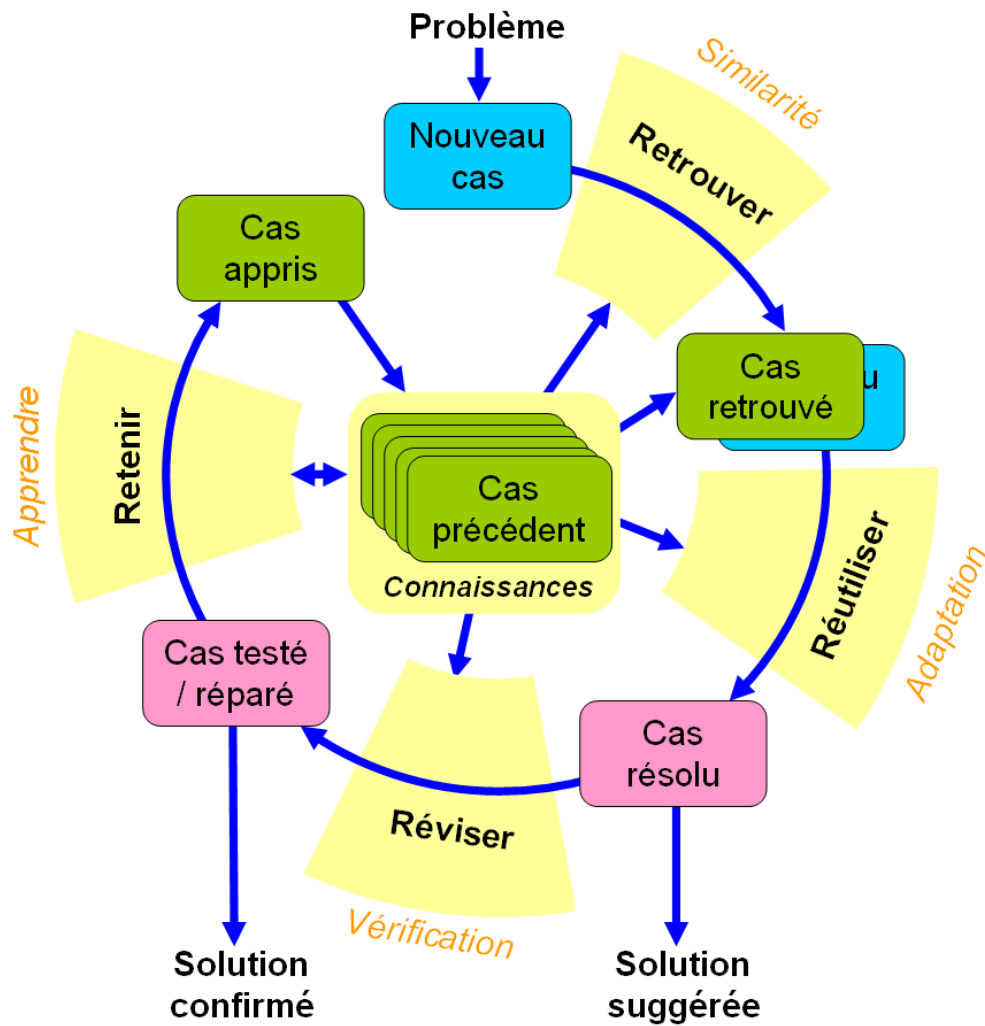 Problème
Similarité
Nouveau
cas
Retrouver
Cas
appris
Cas
retrouvé
Apprendre
Retenir
Cas
précédent
Connaissances
Réutiliser
Adaptation
Cas testé
/ réparé
Cas
résolu
Réviser
Vérification
Solution
confirmé
Solution
suggérée